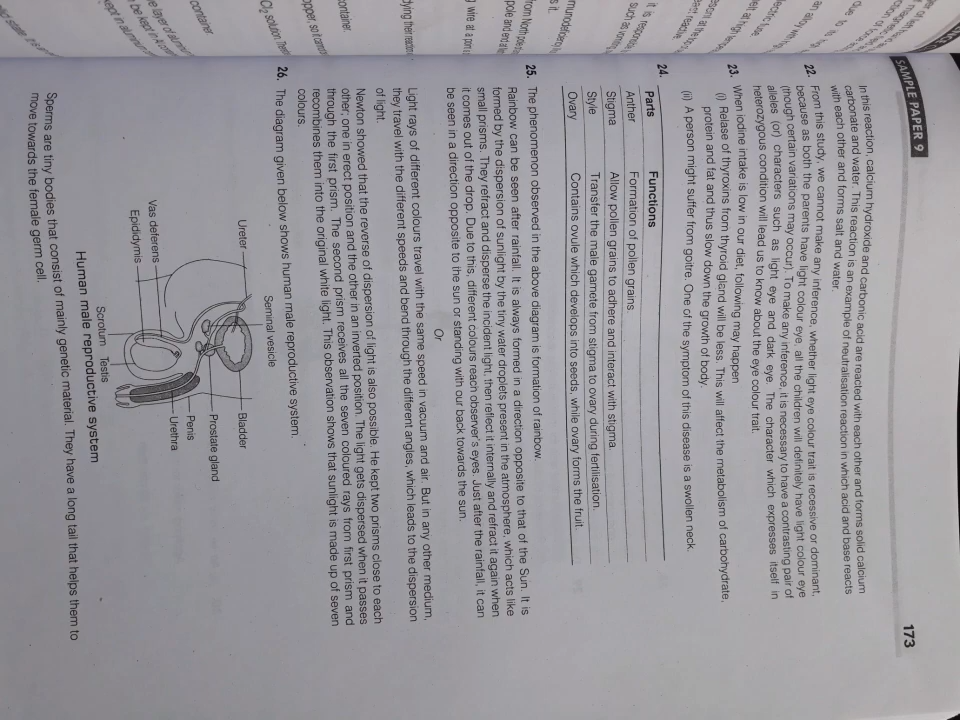 SAMPLE PAPER 9
173
In this reaction, calcium hydroxide and carbonic acid are reacted with each other and forms solid calcium
carbonate and water. This reaction is an example of neutralisation reaction in which acid and base reacts
with each other and forms salt and water.
22. From this study, we cannot make any inference, whether light eye colour trait is recessive or dominant,
because as both the parents have light colour eye, all the children will definitely have light colour eye
(though certain variations may occur). To make any inference, it is necessary to have a contrasting pair of
alleles (or) characters such as light eye and dark eye. The character which expresses itself in
heterozygous condition will lead us to know about the eye colour trait.
23. When iodine intake is low in our diet, following may happen
(i) Relase of thyroxins from thyroid gland will be less. This will affect the metabolism of carbohydrate,
protein and fat and thus slow down the growth of body.
(ii) A person might suffer from goitre. One of the symptom of this disease is a swollen neck.
24.
Parts Functions
Anther Formation of pollen grains
Stigma Allow pollen grains to adhere and interact with stigma.
Style Transfer the male gamete from stigma to ovary during fertilisation.
Ovary Contains ovule which develops into seeds, while ovary forms the fruit.
25. The phenomenon observed in the above diagram is formation of rainbow.
Rainbow can be seen after rainfall. It is always formed in a direction opposite to that of the Sun. It is
formed by the dispersion of sunlight by the tiny water droplets present in the atmosphere, which acts like
small prisms. They refract and disperse the incident light, then reflect it internally and refract it again when
it comes out of the drop. Due to this, different colours reach observer's eyes. Just after the rainfall, it can
be seen in a direction opposite to the sun or standing with our back towards the sun.
Or
Light rays of different colours travel with the same speed in vacuum and air. But in any other medium,
they travel with the different speeds and bend through the different angles, which leads to the dispersion
of light.
Newton showed that the reverse of dispersion of light is also possible. He kept two prisms close to each
other; one in erect position and the other in an inverted position. The light gets dispersed when it passes
through the first prism. The second prism receives all the seven coloured rays from first prism and
recombines them into the original white light. This observation shows that sunlight is made up of seven
colours.
26. The diagram given below shows human male reproductive system.
Seminal vesicle
Ureter
Bladder
Prostate gland
Penis
Urethra
Vas deferens
Epididymis
Scrotum Testis
Human male reproductive system
Sperms are tiny bodies that consist of mainly genetic material. They have a long tail that helps them to
move towards the female germ cell.